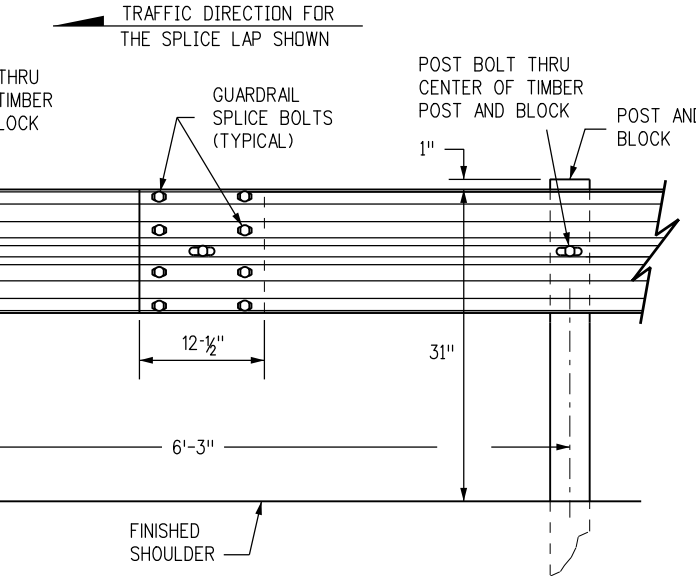 TRAFFIC DIRECTION FOR
THE SPLICE LAP SHOWN
THRU
TIMBER
LOCK
GUARDRAIL
SPLICE BOLTS
(TYPICAL)
POST BOLT THRU
CENTER OF TIMBER
POST AND BLOCK
POST AND
BLOCK
1"
12-½"
31"
6'-3"
FINISHED
SHOULDER